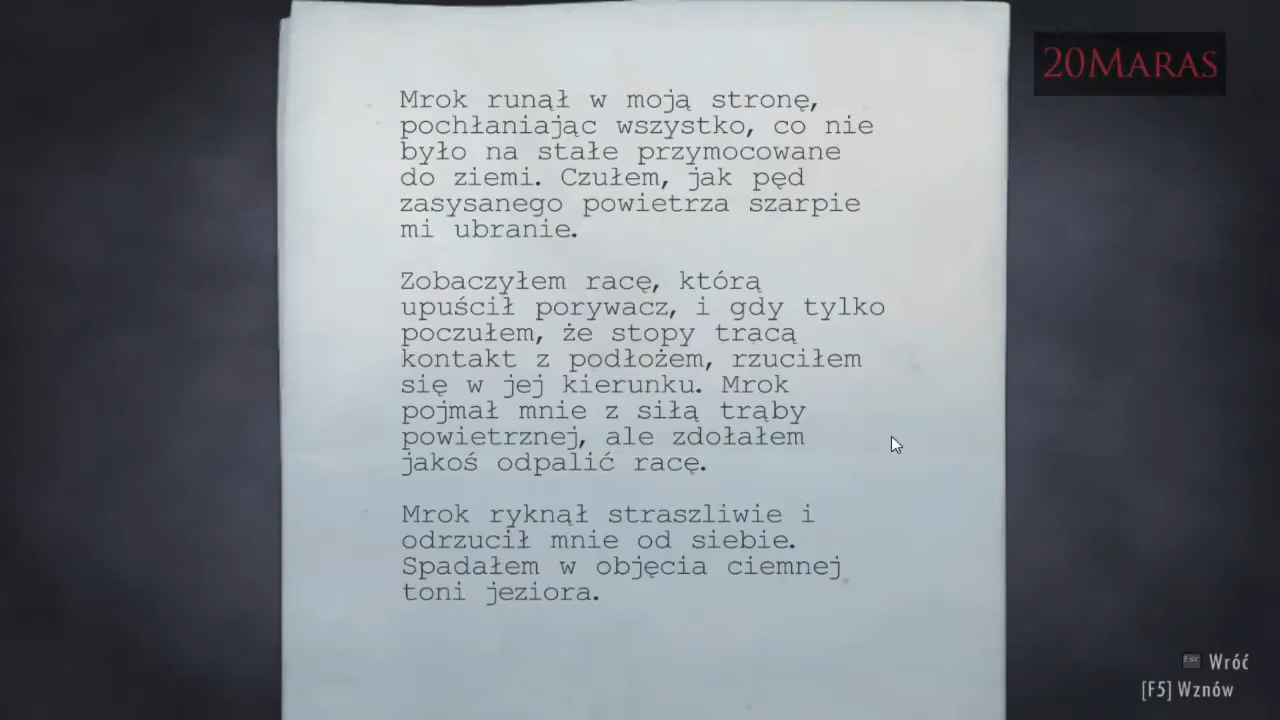 20MARAS
Mrok runął w moją stronę,
pochłaniając wszystko, co nie
było na stałe przymocowane
do ziemi. Czułem, jak pęd
zasysanego powietrza szarpie
mi ubranie.
Zobaczyłem racę, którą
upuścił porywacz, i gdy tylko
poczułem, że stopy tracą
kontakt z podłożem, rzuciłem
się w jej kierunku. Mrok
pojmał mnie z siłą trąby
powietrznej, ale zdołałem
jakoś odpalić racę.
Mrok ryknął straszliwie i
odrzucił mnie od siebie.
Spadałem w objęcia ciemnej
toni jeziora.
Esc Wróć
[F5] Wznów